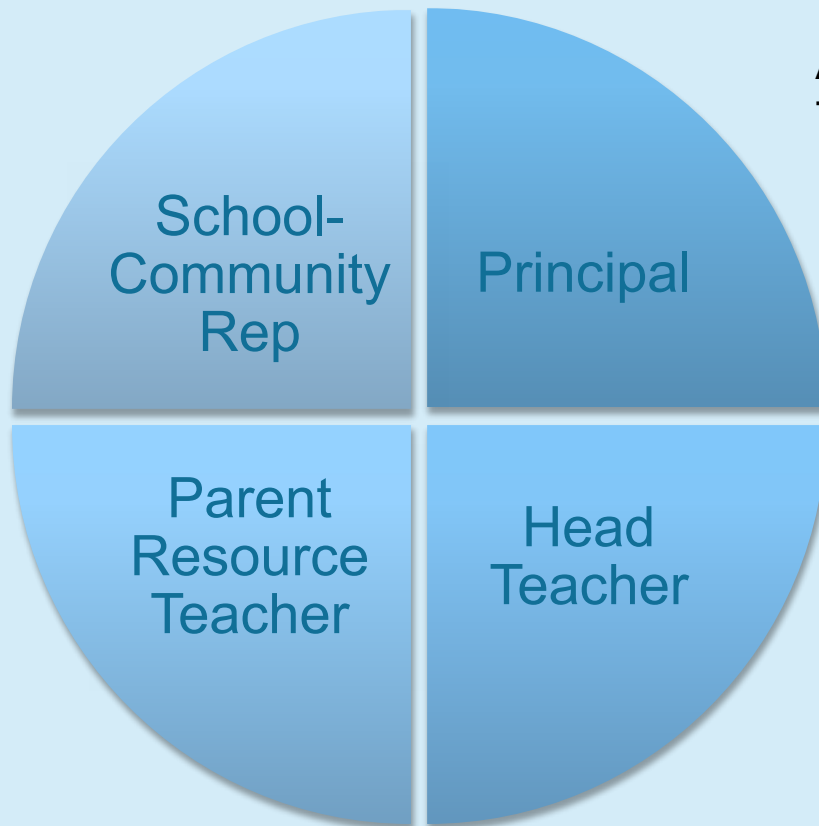 School-
Community
Rep
Principal
Parent
Resource
Teacher
Head
Teacher